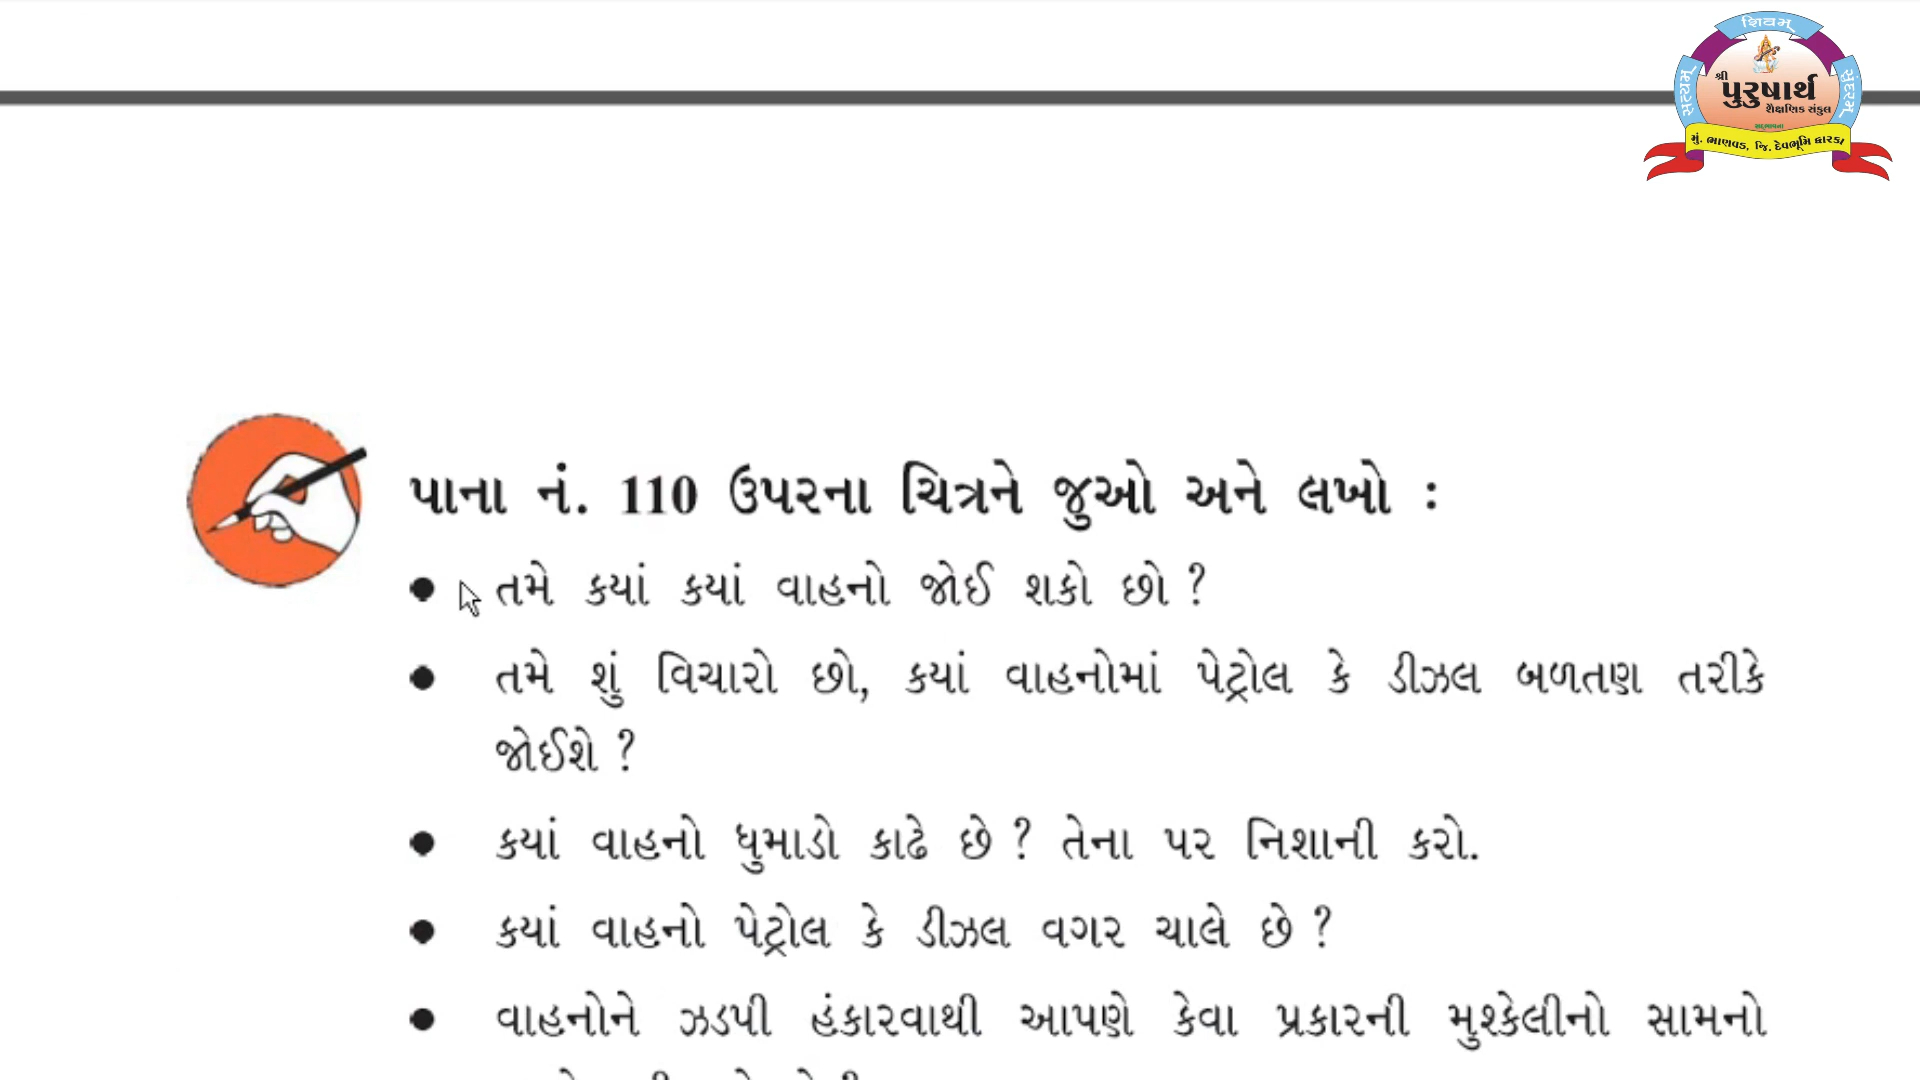 શિવમ્
સત્યમ્
સુંદરમ્
શ્રી
પુરુષાર્થ
શૈક્ષણિક સંકુલ
મું. ભાણવડ, જિ. દેવભૂમિ દ્વારકા
પાના નં. 110 ઉપરના ચિત્રને જુઓ અને લખો :
● તમે કયાં કયાં વાહનો જોઈ શકો છો ?
● તમે શું વિચારો છો, કયાં વાહનોમાં પેટ્રોલ કે ડીઝલ બળતણ તરીકે
જોઈશે ?
● કયાં વાહનો ધુમાડો કાઢે છે ? તેના પર નિશાની કરો.
● કયાં વાહનો પેટ્રોલ કે ડીઝલ વગર ચાલે છે ?
● વાહનોને ઝડપી હંકારવાથી આપણે કેવા પ્રકારની મુશ્કેલીનો સામનો